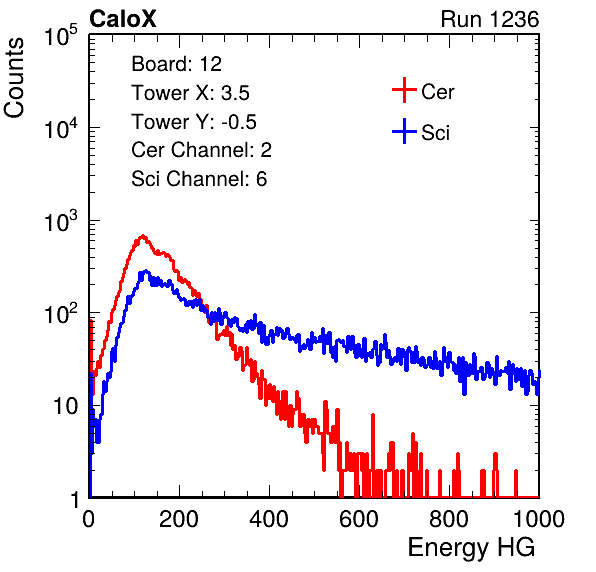 CaloX Run 1236
Counts
10^5
10^4
10^3
10^2
10
1
Board: 12
Tower X: 3.5
Tower Y: -0.5
Cer Channel: 2
Sci Channel: 6
Cer
Sci
0 200 400 600 800 1000
Energy HG